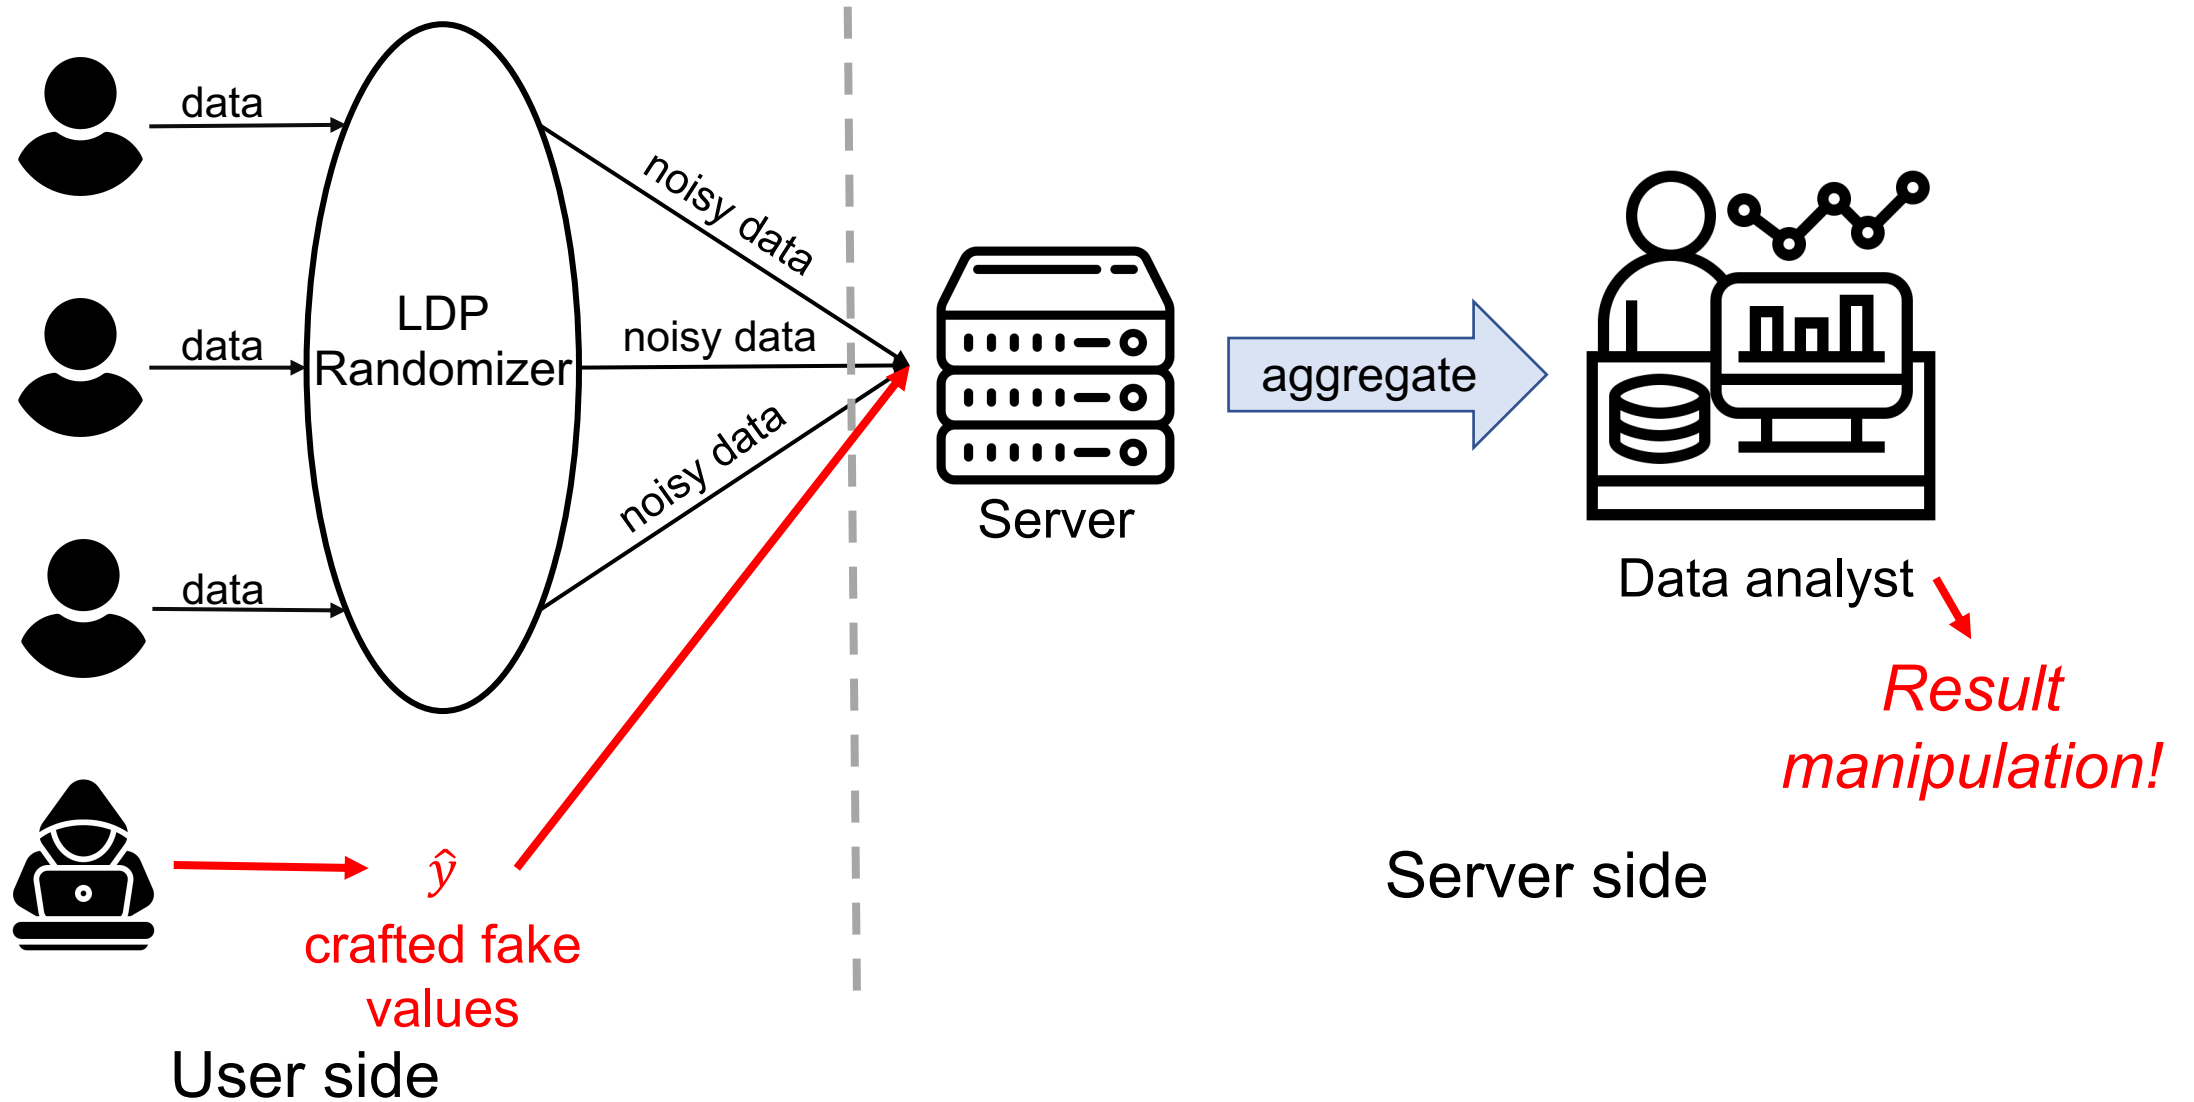 data
noisy data
data
LDP
Randomizer
noisy data
aggregate
data
noisy data
Server
Data analyst
Result
manipulation!
ŷ
crafted fake
values
Server side
User side